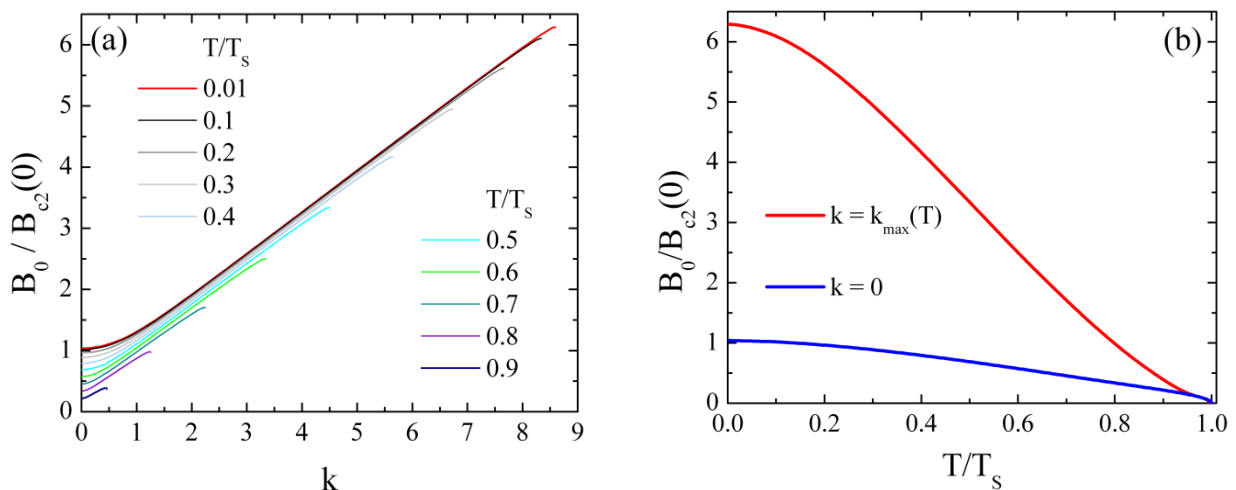 (a)
T/T_S
0.01
0.1
0.2
0.3
0.4
T/T_S
0.5
0.6
0.7
0.8
0.9
B_0 / B_c2(0)
6
5
4
3
2
1
0
0 1 2 3 4 5 6 7 8 9
k
(b)
k = k_max(T)
k = 0
B_0/B_c2(0)
6
5
4
3
2
1
0
0.0 0.2 0.4 0.6 0.8 1.0
T/T_S